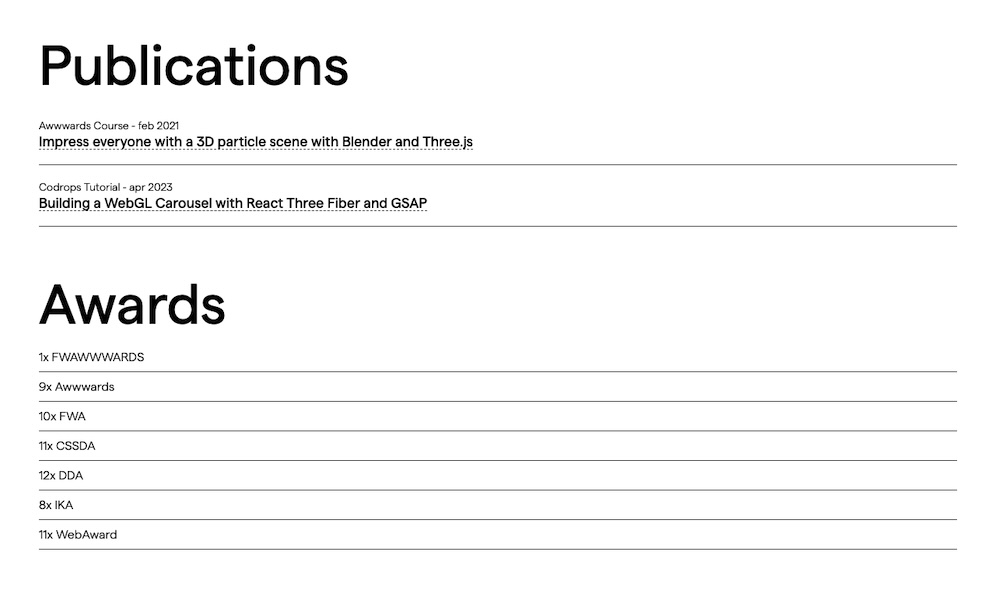 Publications
Awwwards Course - feb 2021
Impress everyone with a 3D particle scene with Blender and Three.js
Codrops Tutorial - apr 2023
Building a WebGL Carousel with React Three Fiber and GSAP
Awards
1x FWAWWWARDS
9x Awwwards
10x FWA
11x CSSDA
12x DDA
8x IKA
11x WebAward